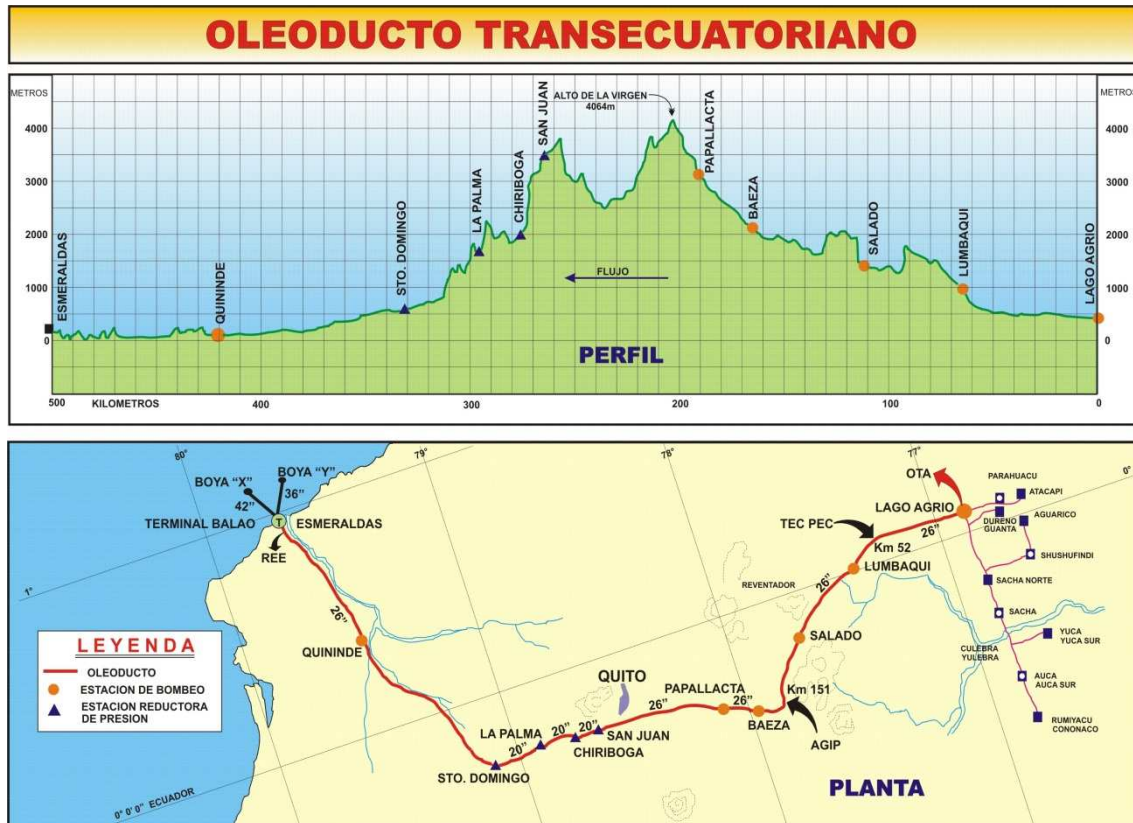 OLEODUCTO TRANSECUATORIANO
METROS
METROS
4000
3000
2000
1000
0
4000
3000
2000
1000
0
ESMERALDAS
QUININDE
STO. DOMINGO
LA PALMA
CHIRIBOGA
SAN JUAN
ALTO DE LA VIRGEN
4064m
PAPALLACTA
BAEZA
SALADO
LUMBAQUI
LAGO AGRIO
FLUJO
PERFIL
500
KILOMETROS
400
300
200
100
0
80°
79°
78°
77°
0°
1°
0° 0' 0" ECUADOR
BOYA “X”
BOYA “Y”
42”
36”
TERMINAL BALAO
T
ESMERALDAS
REE
26”
QUININDE
STO. DOMINGO
20”
LA PALMA
20”
CHIRIBOGA
20”
SAN JUAN
QUITO
26”
PAPALLACTA
26”
BAEZA
AGIP
Km 151
SALADO
REVENTADOR
26”
LUMBAQUI
Km 52
TEC PEC
26”
LAGO AGRIO
OTA
PARAHUACU
ATACAPI
DURENO
GUANTA
AGUARICO
SHUSHUFINDI
SACHA NORTE
SACHA
CULEBRA
YULEBRA
YUCA
YUCA SUR
AUCA
AUCA SUR
RUMIYACU
CONONACO
PLANTA
LEYENDA
OLEODUCTO
ESTACION DE BOMBEO
ESTACION REDUCTORA
DE PRESION